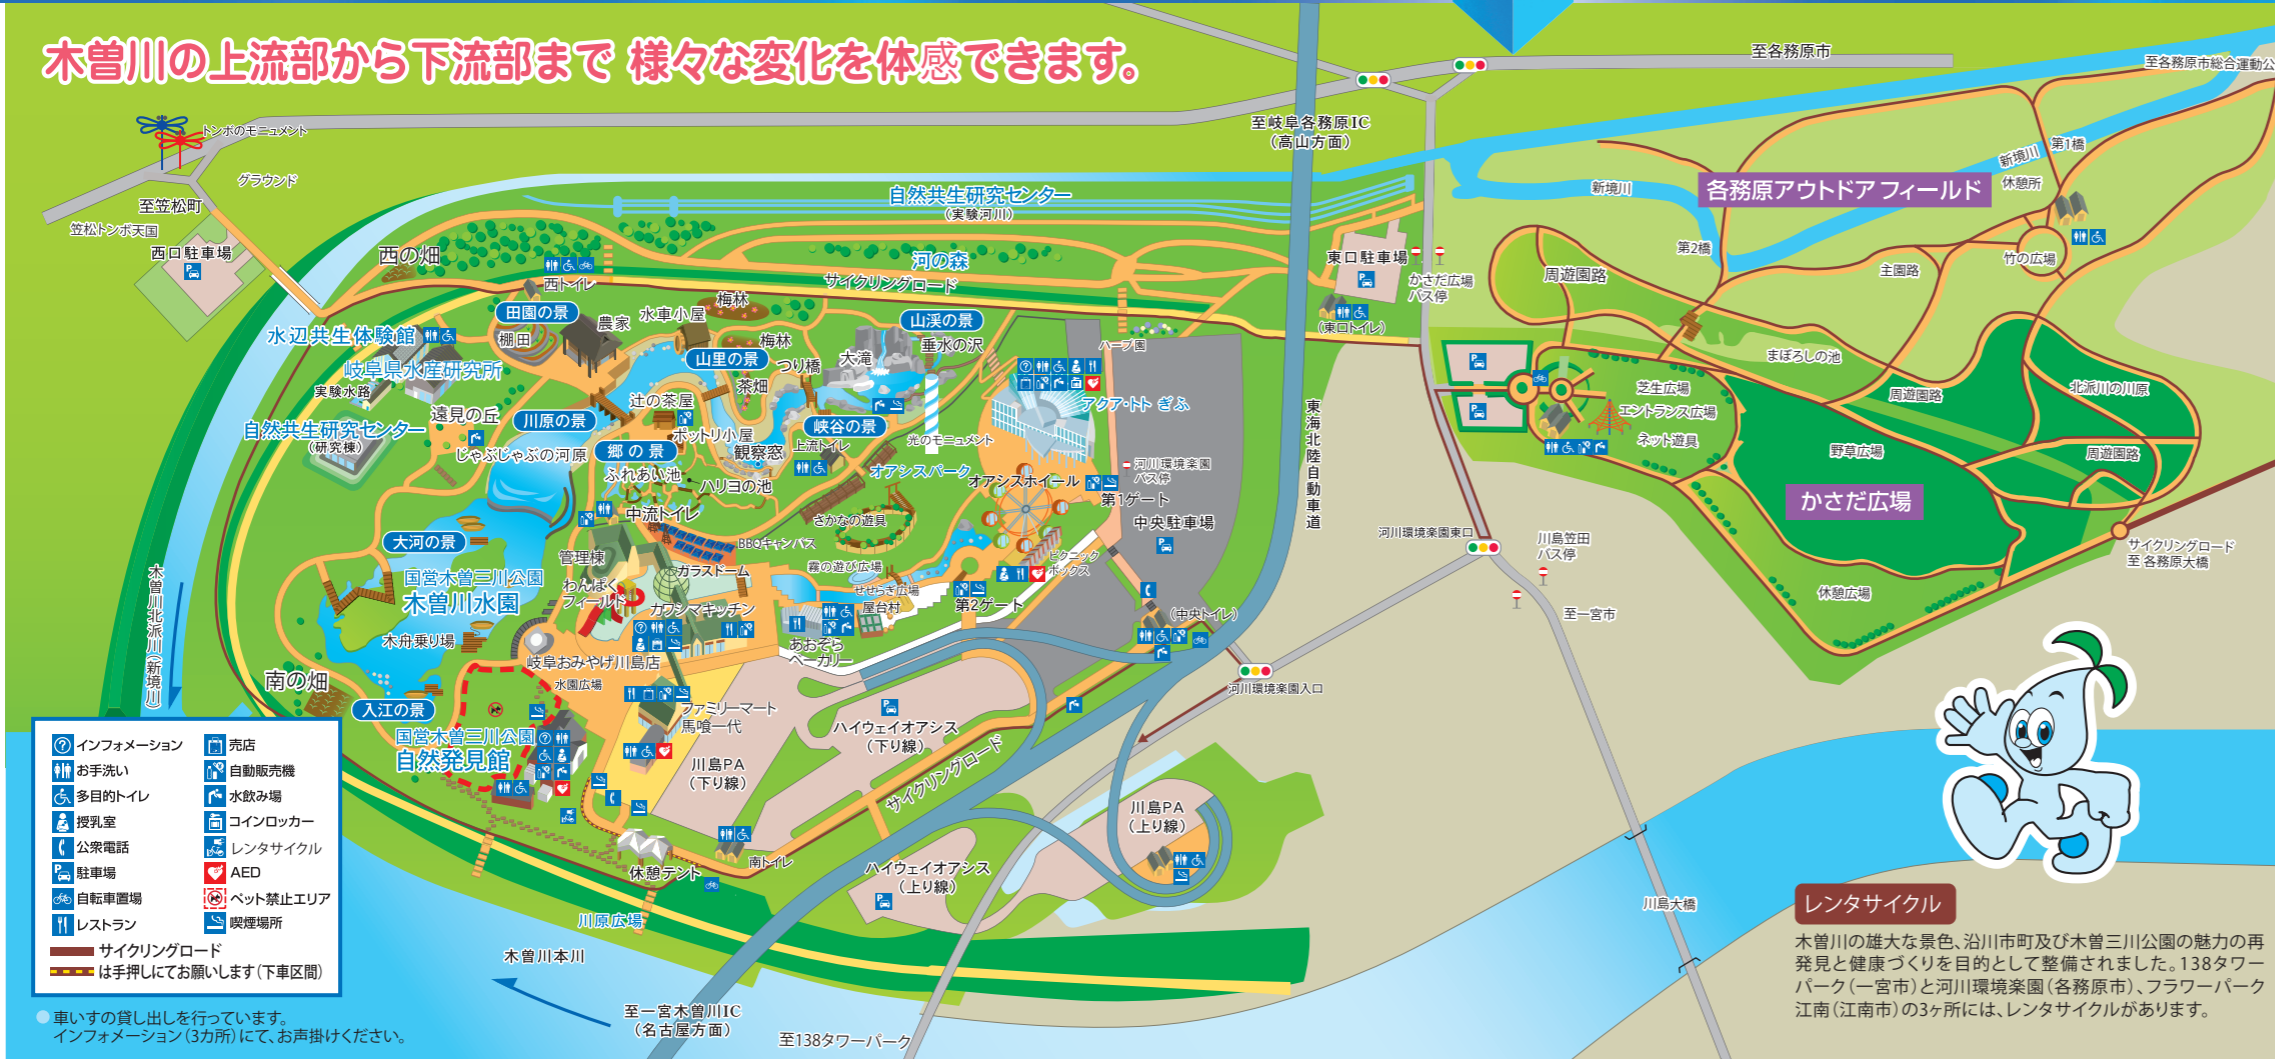 木曽川の上流部から下流部まで 様々な変化を体感できます。
至各務原市
至各務原市総合運動公
トンボのモニュメント
グラウンド
至笠松町
笠松トンボ天国
西口駐車場
至岐阜各務原IC
(高山方面)
自然共生研究センター
(実験河川)
新境川
各務原アウトドアフィールド
新境川
第1橋
休憩所
第2橋
竹の広場
主園路
周遊園路
西の畑
西トイレ
河の森
サイクリングロード
東口駐車場
かさだ広場
バス停
(東口トイレ)
水辺共生体験館
岐阜県水産研究所
実験水路
自然共生研究センター
(研究棟)
遠見の丘
田園の景
棚田
農家
水車小屋
梅林
梅林
山里の景
茶畑
つり橋
大滝
山渓の景
垂水の沢
ハーブ園
川原の景
じゃぶじゃぶの河原
辻の茶屋
ポットリ小屋
郷の景
観察窓
峡谷の景
上流トイレ
光のモニュメント
アクア・トト ぎふ
ふれあい池
ハリヨの池
オアシスパーク
オアシスホイール
河川環境楽園
バス停
第1ゲート
中央駐車場
中流トイレ
さかなの遊具
BBQキャンバス
大河の景
管理棟
ガラスドーム
霧の遊び広場
ピクニック
ボックス
国営木曽三川公園
木曽川水園
わんぱく
フィールド
カワシマキッチン
せせらぎ広場
屋台村
第2ゲート
あおぞら
ベーカリー
(中央トイレ)
木舟乗り場
岐阜おみやげ川島店
水園広場
南の畑
入江の景
ファミリーマート
馬喰一代
国営木曽三川公園
自然発見館
川島PA
(下り線)
ハイウェイオアシス
(下り線)
サイクリングロード
川島PA
(上り線)
ハイウェイオアシス
(上り線)
休憩テント
南トイレ
川原広場
木曽川北派川(新境川)
東海北陸自動車道
河川環境楽園東口
河川環境楽園入口
川島笠田
バス停
至一宮市
まぼろしの池
芝生広場
エントランス広場
ネット遊具
周遊園路
北派川の川原
周遊園路
野草広場
かさだ広場
休憩広場
サイクリングロード
至 各務原大橋
川島大橋
木曽川本川
至一宮木曽川IC
(名古屋方面)
至138タワーパーク
インフォメーション
お手洗い
多目的トイレ
授乳室
公衆電話
駐車場
自転車置場
レストラン
売店
自動販売機
水飲み場
コインロッカー
レンタサイクル
AED
ペット禁止エリア
喫煙場所
サイクリングロード
は手押しにてお願いします(下車区間)
●車いすの貸し出しを行っています。
インフォメーション(3カ所)にて、お声掛けください。
レンタサイクル
木曽川の雄大な景色、沿川市町及び木曽三川公園の魅力の再
発見と健康づくりを目的として整備されました。138タワー
パーク(一宮市)と河川環境楽園(各務原市)、フラワーパーク
江南(江南市)の3ヶ所には、レンタサイクルがあります。